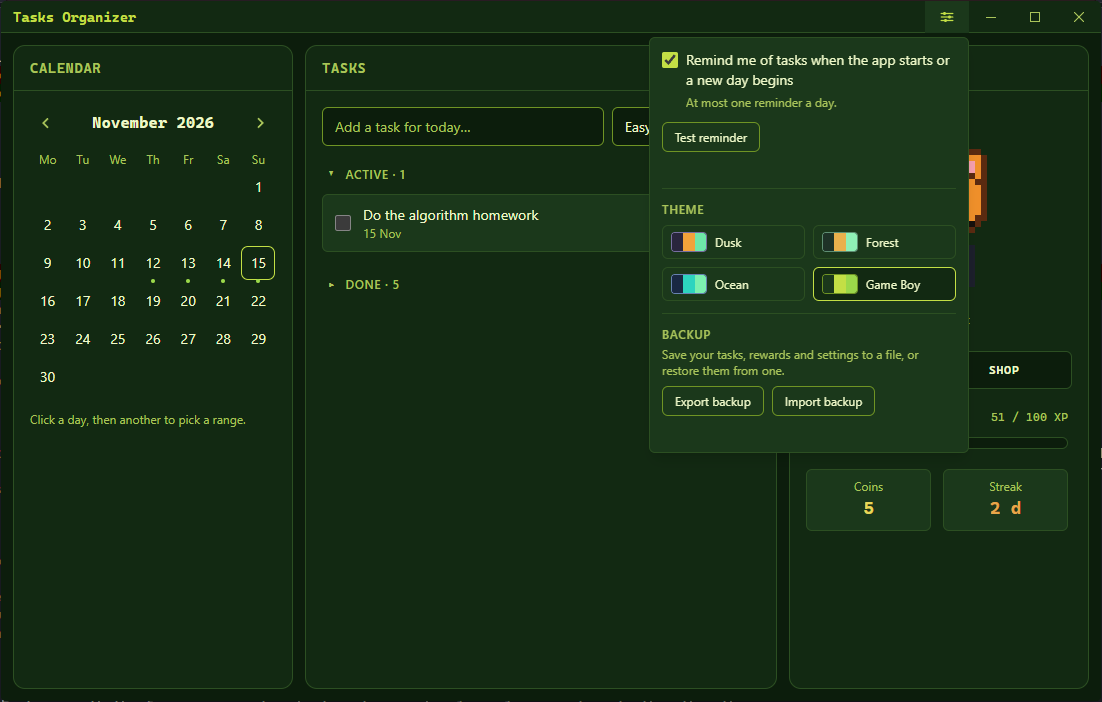 Tasks Organizer
CALENDAR
November 2026
Mo Tu We Th Fr Sa Su
1
2 3 4 5 6 7 8
9 10 11 12 13 14 15
16 17 18 19 20 21 22
23 24 25 26 27 28 29
30
Click a day, then another to pick a range.
TASKS
Add a task for today...
Easy
ACTIVE · 1
Do the algorithm homework
15 Nov
DONE · 5
Remind me of tasks when the app starts or
a new day begins
At most one reminder a day.
Test reminder
THEME
Dusk
Forest
Ocean
Game Boy
BACKUP
Save your tasks, rewards and settings to a file, or
restore them from one.
Export backup
Import backup
SHOP
51 / 100 XP
Coins
5
Streak
2 d